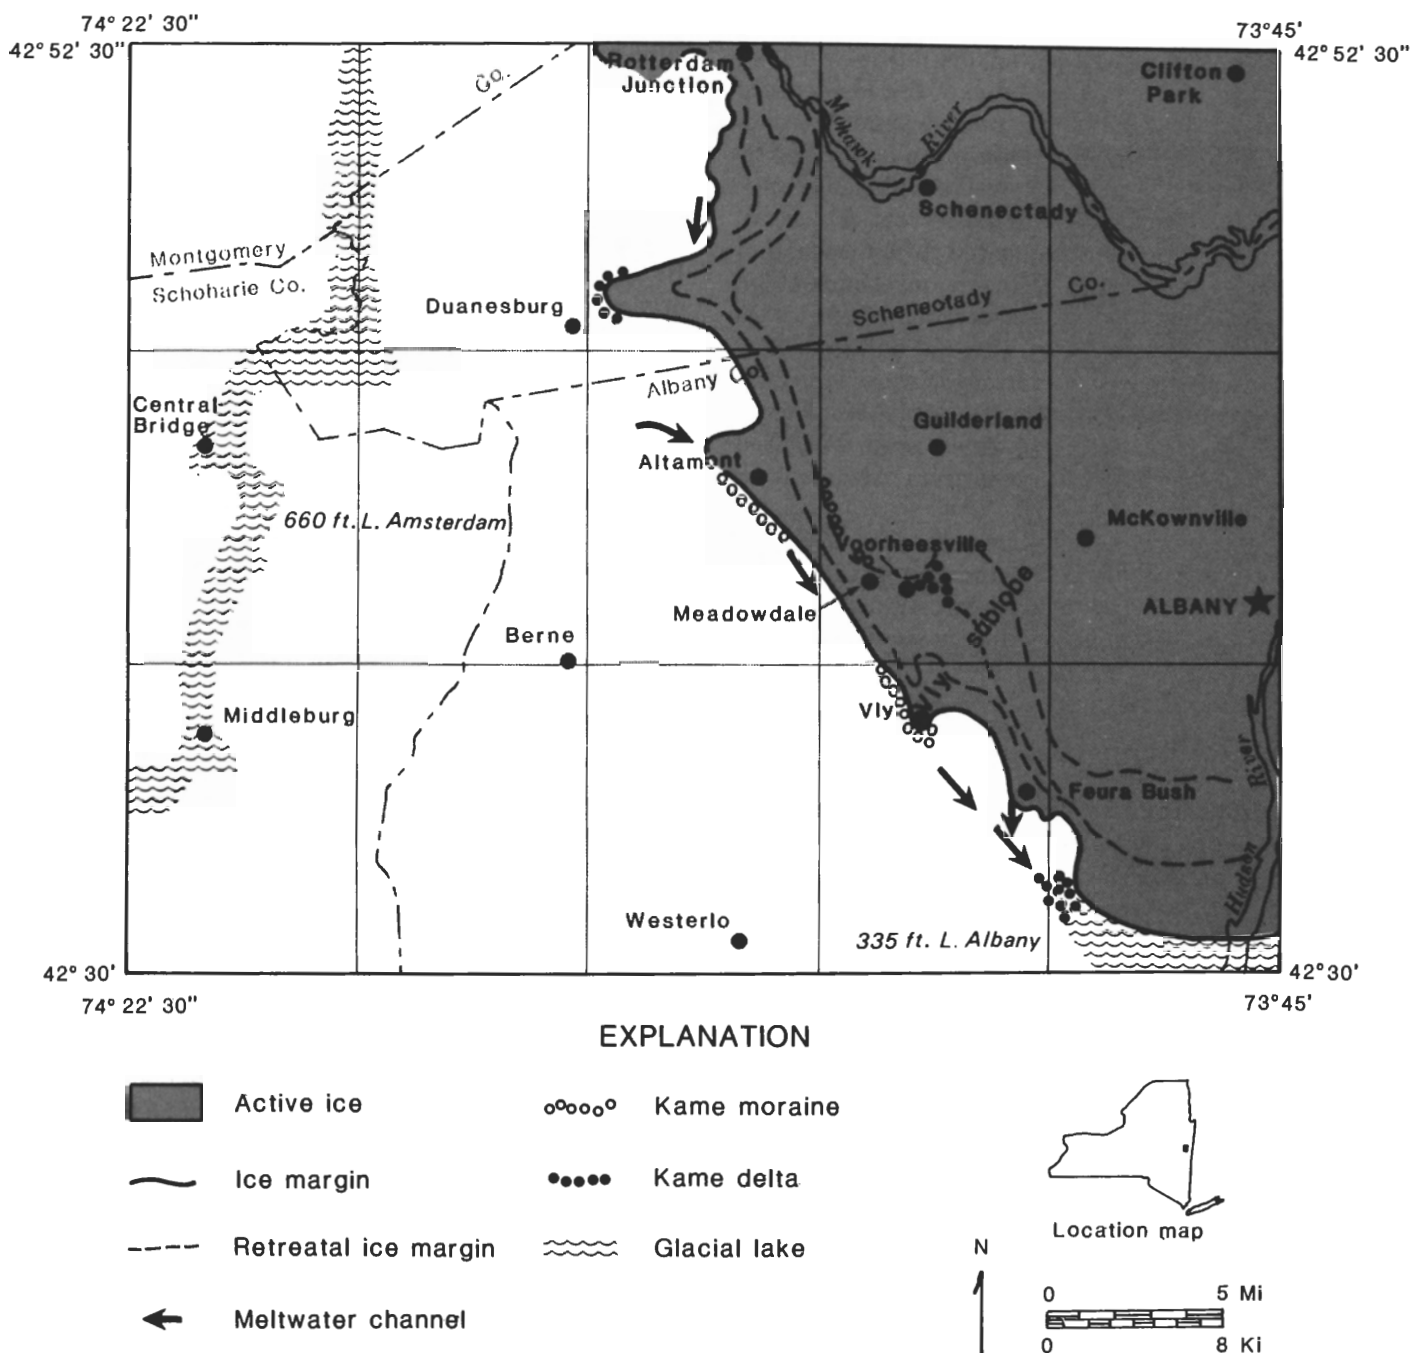 74° 22' 30"
73°45'
42° 52' 30"
42° 52' 30"
Rotterdam
Junction
Clifton
Park
Co.
Mohawk
River
Schenectady
Montgomery
Schoharie Co.
Duanesburg
Scheneotady
Co.
Albany Co.
Central
Bridge
Guilderland
Altamont
660 ft. L. Amsterdam
McKownville
Voorheesville
ALBANY
Meadowdale
sublobe
Berne
Vly
Vly
Middleburg
River
Feura Bush
Hudson
Westerlo
335 ft. L. Albany
42° 30'
42° 30'
74° 22' 30"
73°45'
EXPLANATION
Active ice
Kame moraine
Ice margin
Kame delta
Retreatal ice margin
Glacial lake
Meltwater channel
Location map
N
0 5 Mi
0 8 Ki